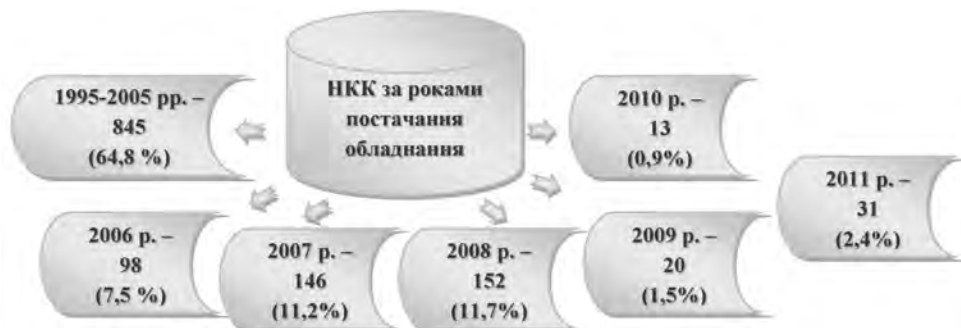 НКК за роками
постачання
обладнання
1995-2005 рр. –
845
(64,8 %)
2006 р. –
98
(7,5 %)
2007 р. –
146
(11,2%)
2008 р. –
152
(11,7%)
2009 р. –
20
(1,5%)
2010 р. –
13
(0,9%)
2011 р. –
31
(2,4%)